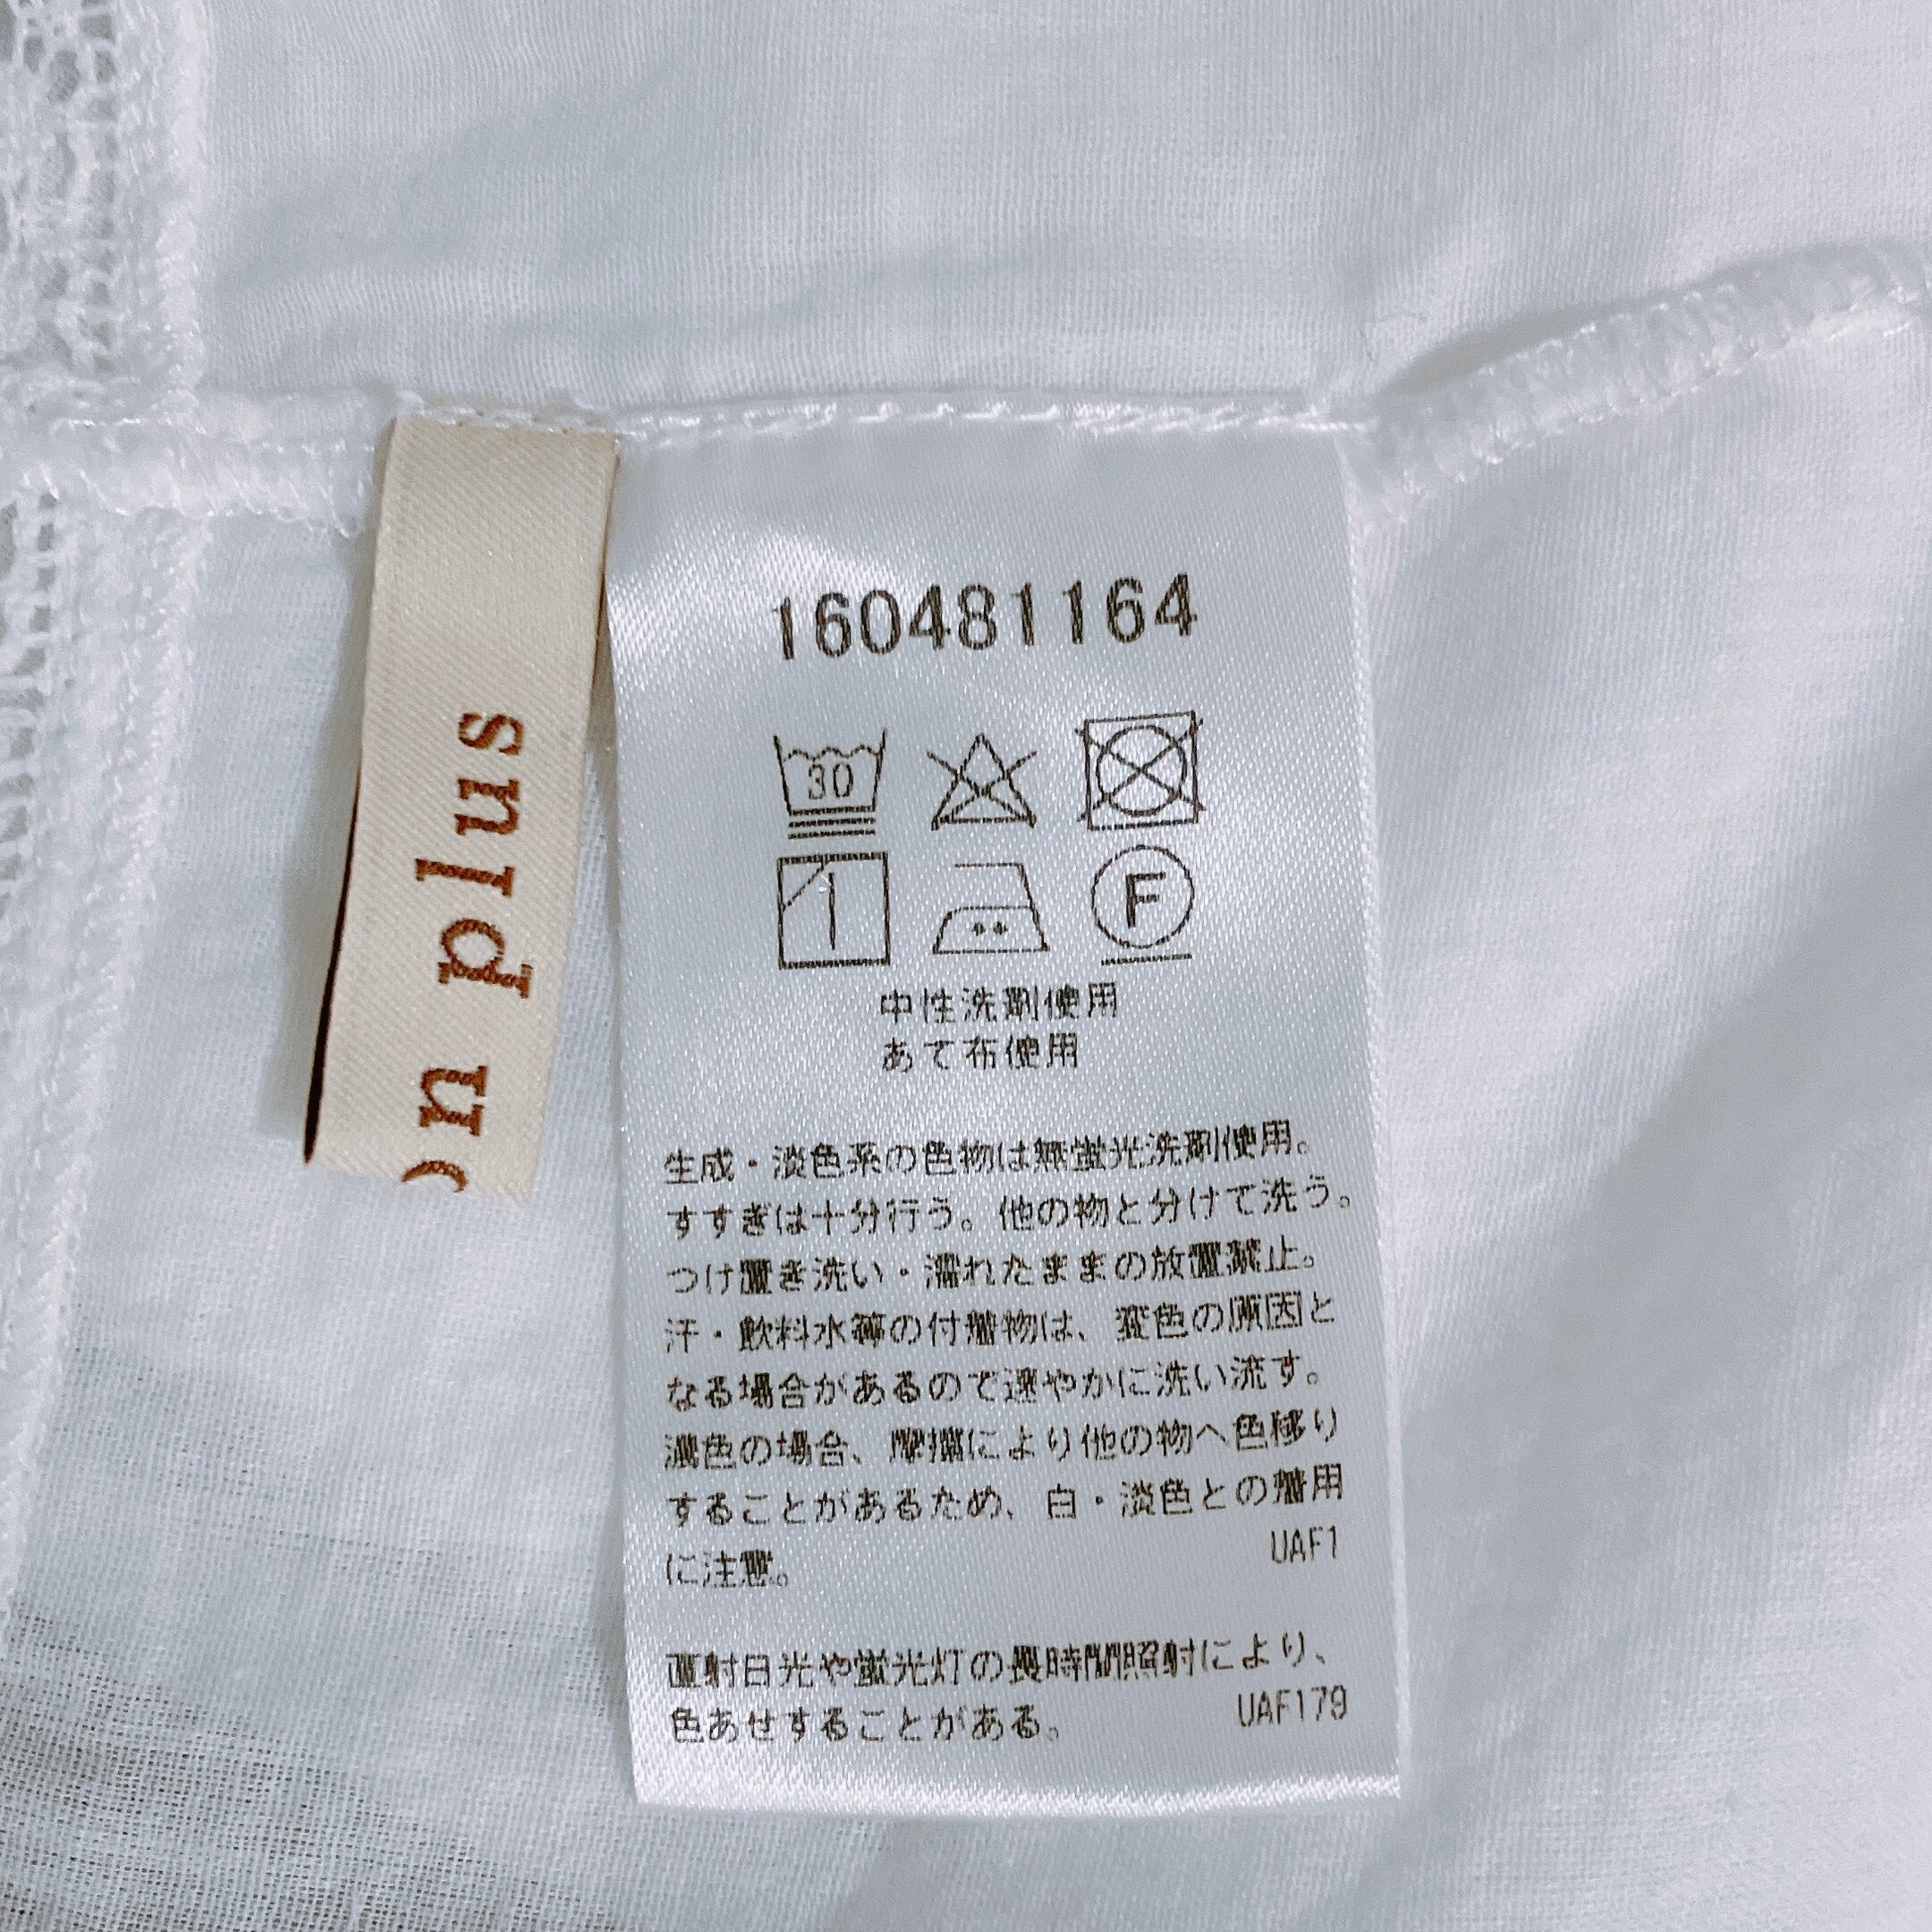 on plus
160481164
30
F
中性洗剤使用
あて布使用
生成・淡色系の色物は無蛍光洗剤使用。
すすぎは十分行う。他の物と分けて洗う。
つけ置き洗い・濡れたままの放置禁止。
汗・飲料水等の付着物は、変色の原因と
なる場合があるので速やかに洗い流す。
濃色の場合、摩擦により他の物へ色移り
することがあるため、白・淡色との着用
に注意。
UAF1
直射日光や蛍光灯の長時間照射により、
色あせすることがある。
UAF179